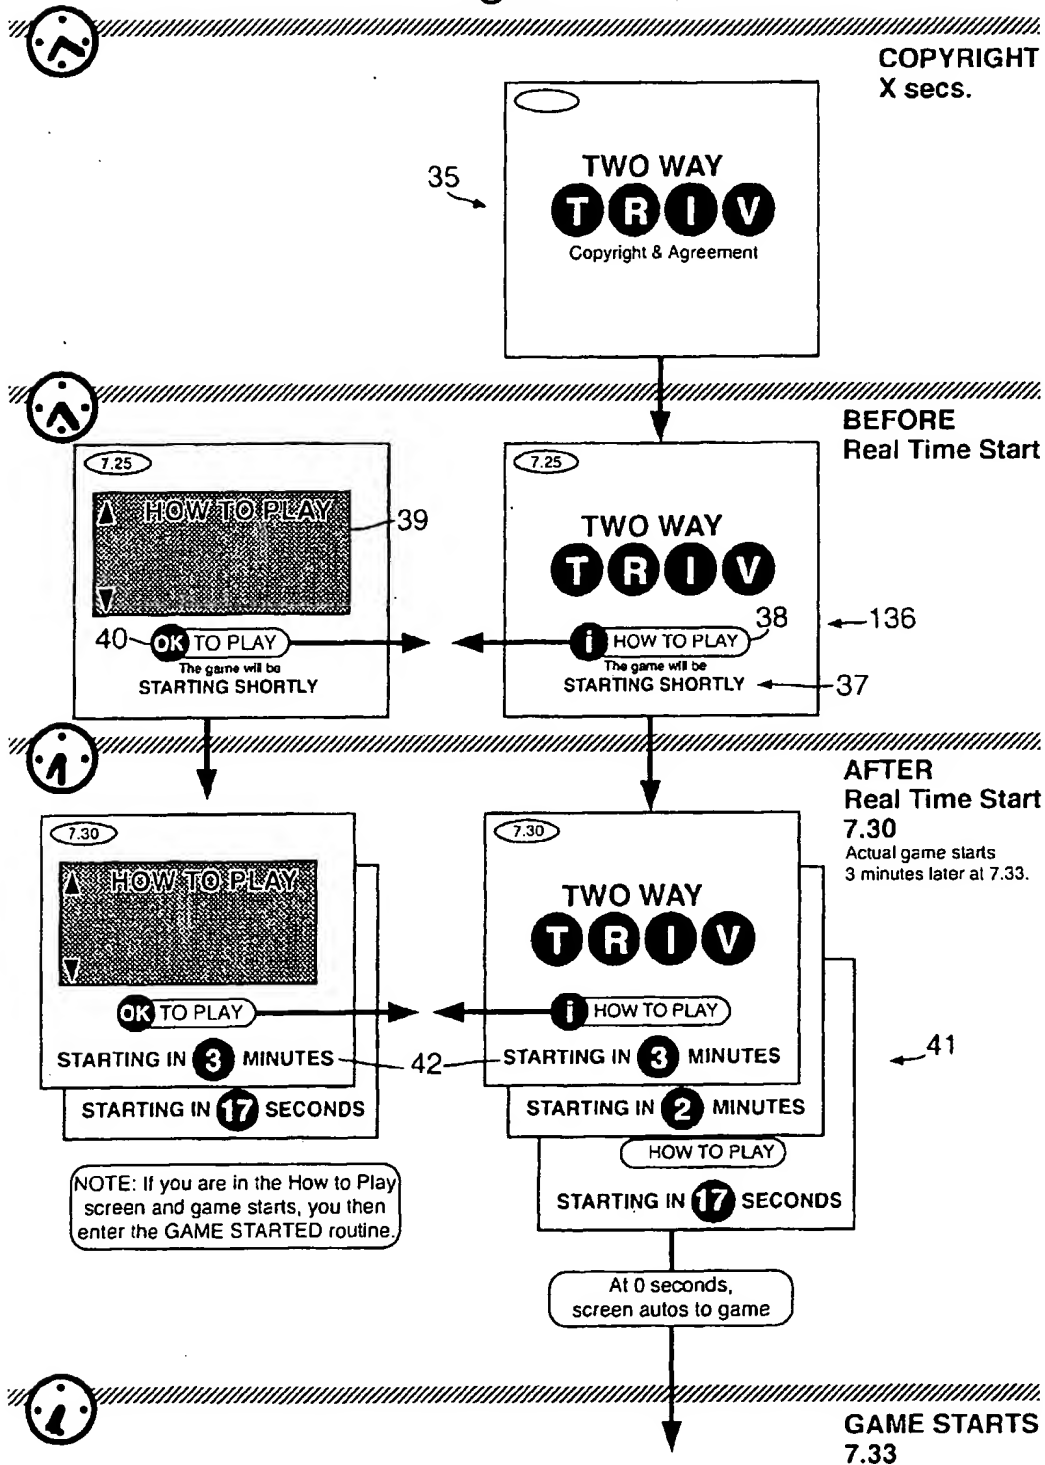 COPYRIGHT
X secs.
35
TWO WAY
TRIV
Copyright & Agreement
BEFORE
Real Time Start
7.25
HOW TO PLAY
39
40
OK TO PLAY
The game will be
STARTING SHORTLY
7.25
TWO WAY
TRIV
38
i HOW TO PLAY
136
The game will be
STARTING SHORTLY
37
AFTER
Real Time Start
7.30
Actual game starts
3 minutes later at 7.33.
7.30
HOW TO PLAY
OK TO PLAY
STARTING IN 3 MINUTES
42
STARTING IN 17 SECONDS
7.30
TWO WAY
TRIV
i HOW TO PLAY
STARTING IN 3 MINUTES
41
STARTING IN 2 MINUTES
HOW TO PLAY
STARTING IN 17 SECONDS
NOTE: If you are in the How to Play
screen and game starts, you then
enter the GAME STARTED routine.
At 0 seconds,
screen autos to game
GAME STARTS
7.33